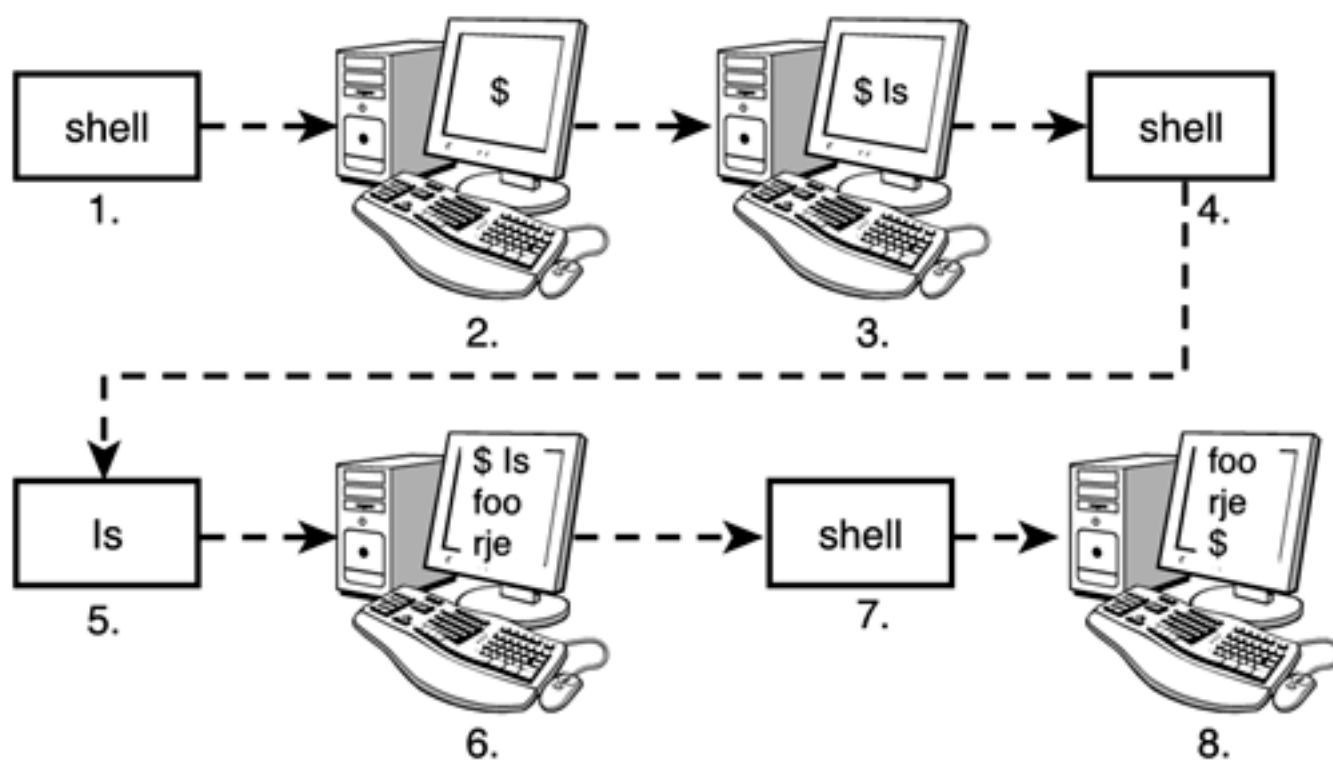 shell
1.
$
2.
$ ls
3.
shell
4.
ls
5.
$ ls
foo
rje
6.
shell
7.
foo
rje
$
8.